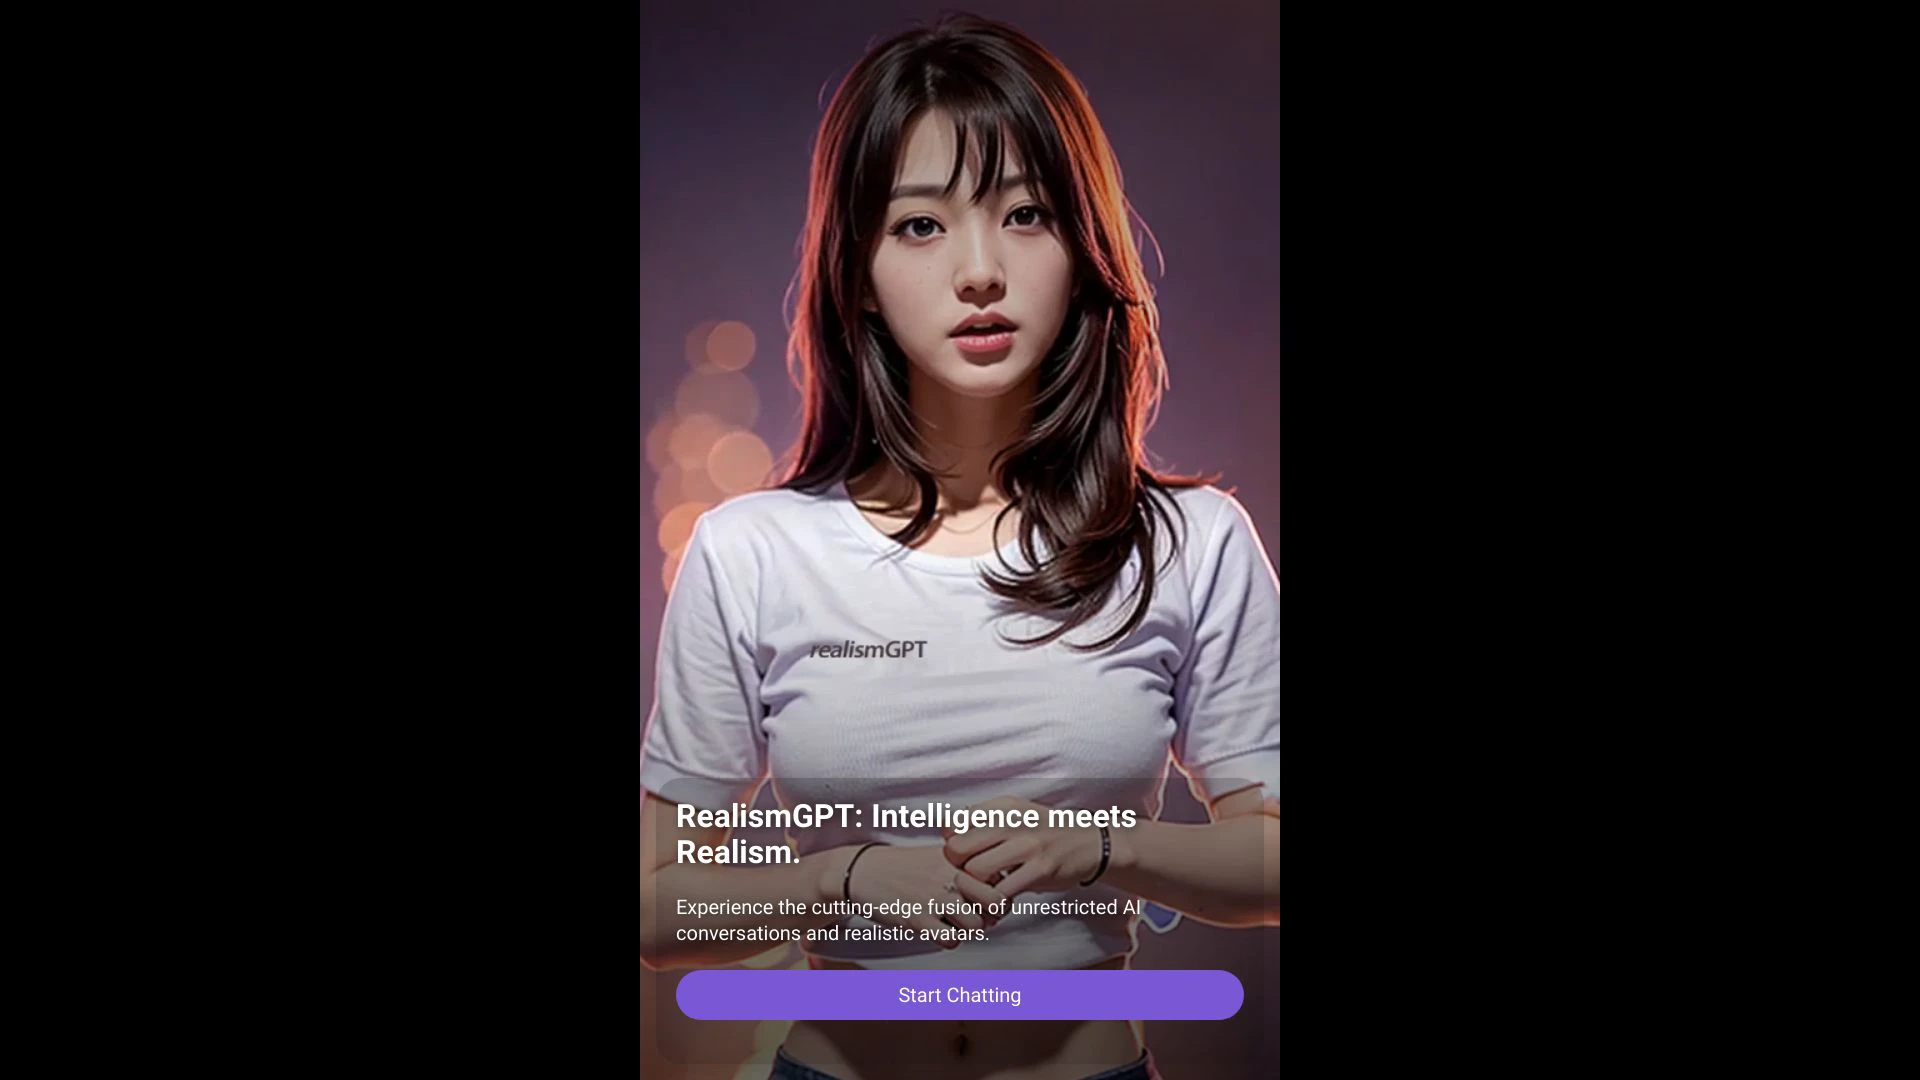 realismGPT
RealismGPT: Intelligence meets
Realism.
Experience the cutting-edge fusion of unrestricted AI
conversations and realistic avatars.
Start Chatting